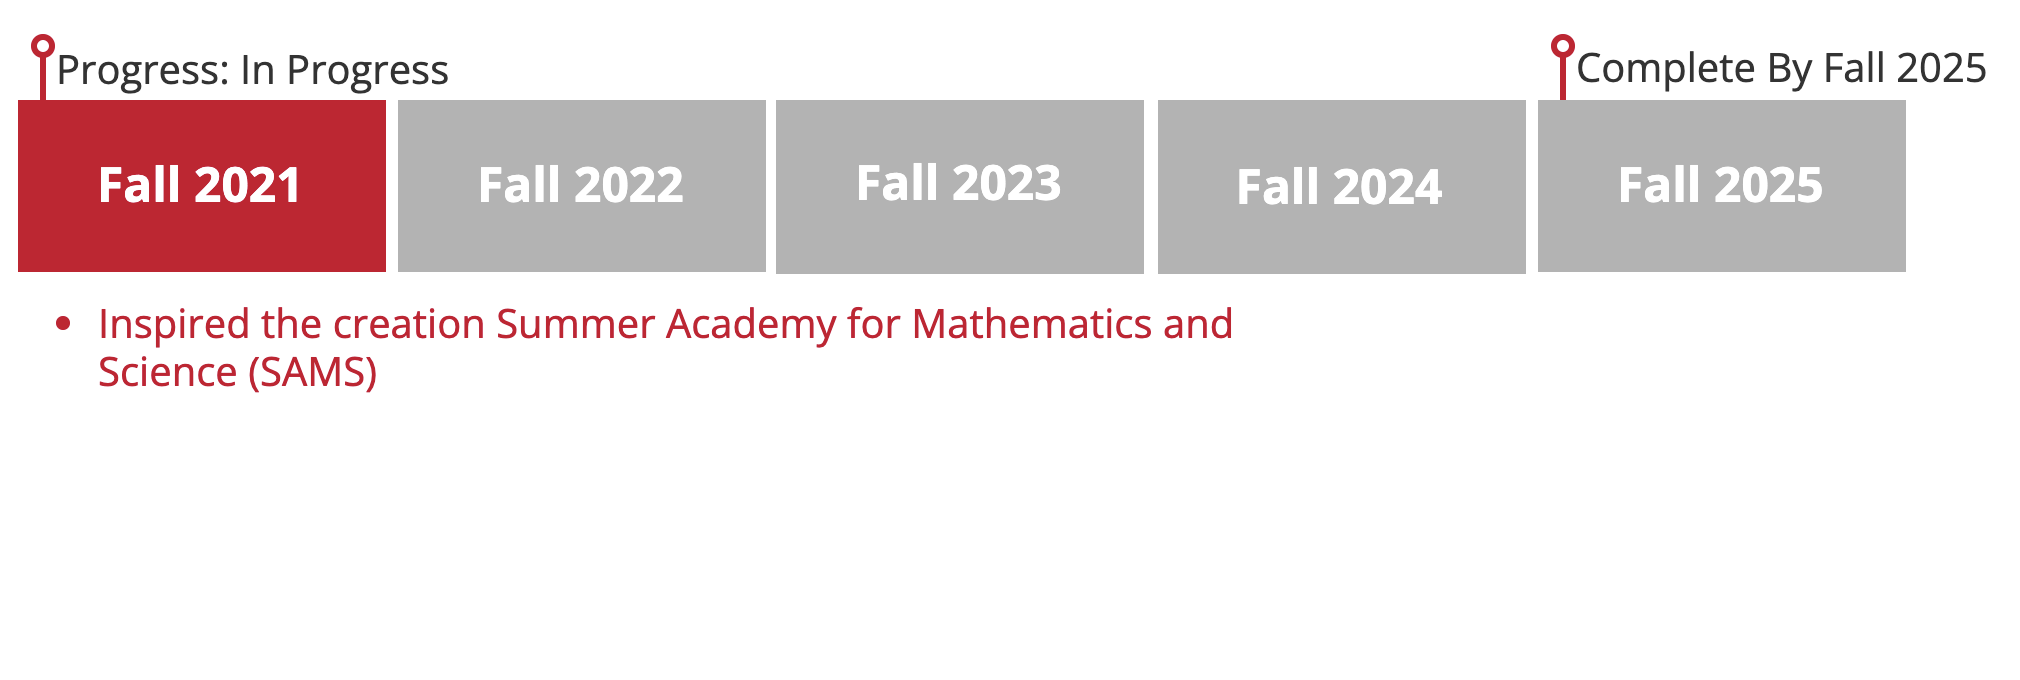 Progress: In Progress
Complete By Fall 2025
Fall 2021
Fall 2022
Fall 2023
Fall 2024
Fall 2025
• Inspired the creation Summer Academy for Mathematics and
Science (SAMS)